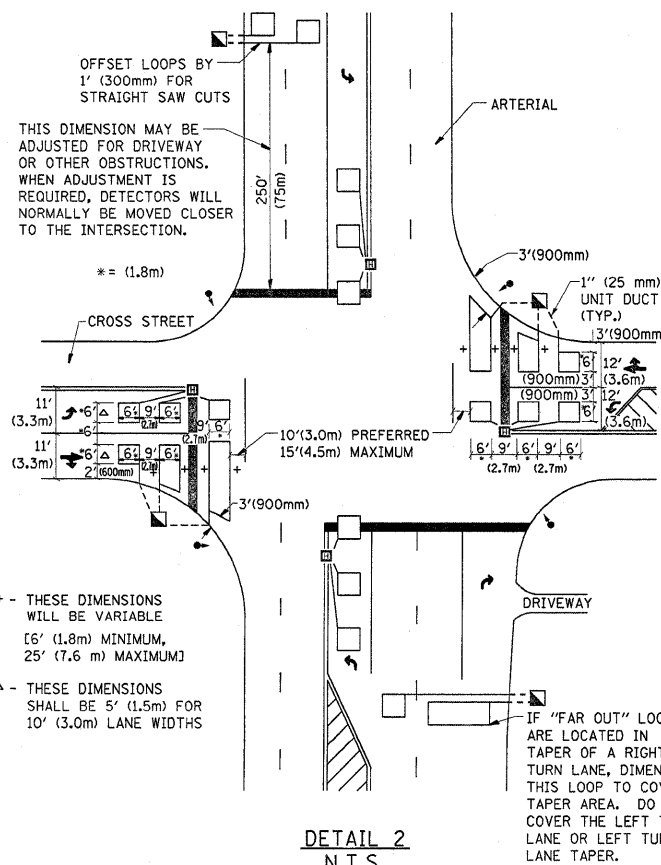 OFFSET LOOPS BY
1' (300mm) FOR
STRAIGHT SAW CUTS
ARTERIAL
THIS DIMENSION MAY BE
ADJUSTED FOR DRIVEWAY
OR OTHER OBSTRUCTIONS.
WHEN ADJUSTMENT IS
REQUIRED, DETECTORS WILL
NORMALLY BE MOVED CLOSER
TO THE INTERSECTION.
250'
(75m)
* = (1.8m)
3'(900mm)
1" (25 mm)
UNIT DUCT
(TYP.)
3'(900mm
CROSS STREET
H
*6'
12'
(3.6m)
(900mm) 3'
(900mm) 3'
12'
(3.6m)
*6'
H
6' 9' 6' 9' 6'
* (2.7m) * (2.7m) *
H
11'
(3.3m)
*6'
6' 9' 6'
(2.7m)
*6'
9' 6'
(2.7m) *
11'
(3.3m)
*6'
6' 9' 6'
(2.7m)
2'
(600mm)
10'(3.0m) PREFERRED
15'(4.5m) MAXIMUM
3'(900mm)
H
+ - THESE DIMENSIONS
WILL BE VARIABLE
[6' (1.8m) MINIMUM,
25' (7.6 m) MAXIMUM]
DRIVEWAY
△ - THESE DIMENSIONS
SHALL BE 5' (1.5m) FOR
10' (3.0m) LANE WIDTHS
IF "FAR OUT" LOO
ARE LOCATED IN
TAPER OF A RIGHT
TURN LANE, DIMEN
THIS LOOP TO COV
TAPER AREA. DO
COVER THE LEFT T
LANE OR LEFT TU
LANE TAPER.
DETAIL 2
N.T.S.